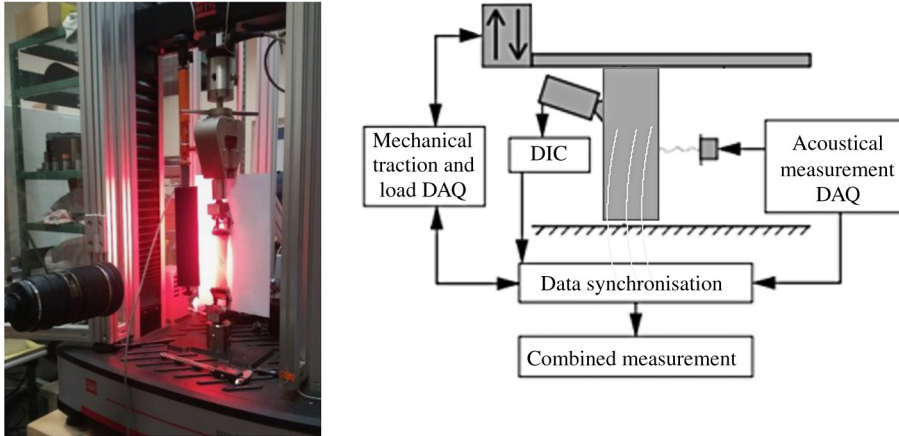 Mechanical
traction and
load DAQ
DIC
Acoustical
measurement
DAQ
Data synchronisation
Combined measurement